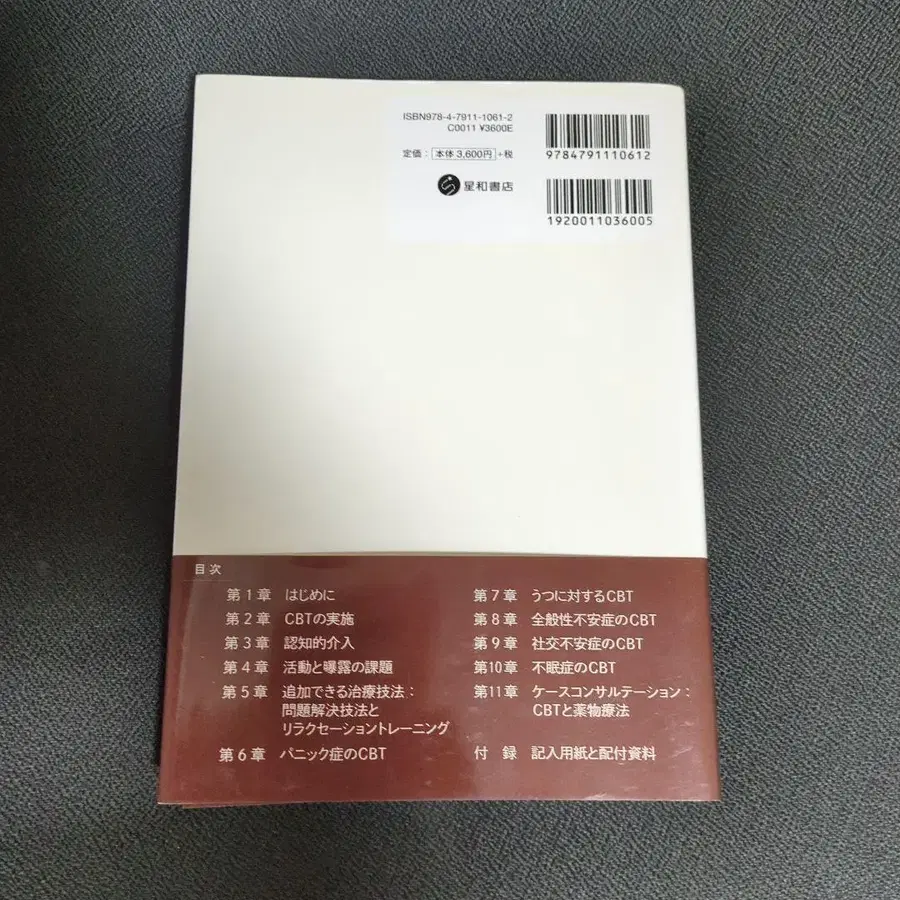 ISBN978-4-7911-1061-2
C0011 ¥3600E
定価：本体3,600円+税
星和書店
9784791110612
1920011036005
目次
第1章 はじめに
第2章 CBTの実施
第3章 認知的介入
第4章 活動と曝露の課題
第5章 追加できる治療技法：
問題解決技法と
リラクセーショントレーニング
第6章 パニック症のCBT
第7章 うつに対するCBT
第8章 全般性不安症のCBT
第9章 社交不安症のCBT
第10章 不眠症のCBT
第11章 ケースコンサルテーション：
CBTと薬物療法
付録 記入用紙と配付資料